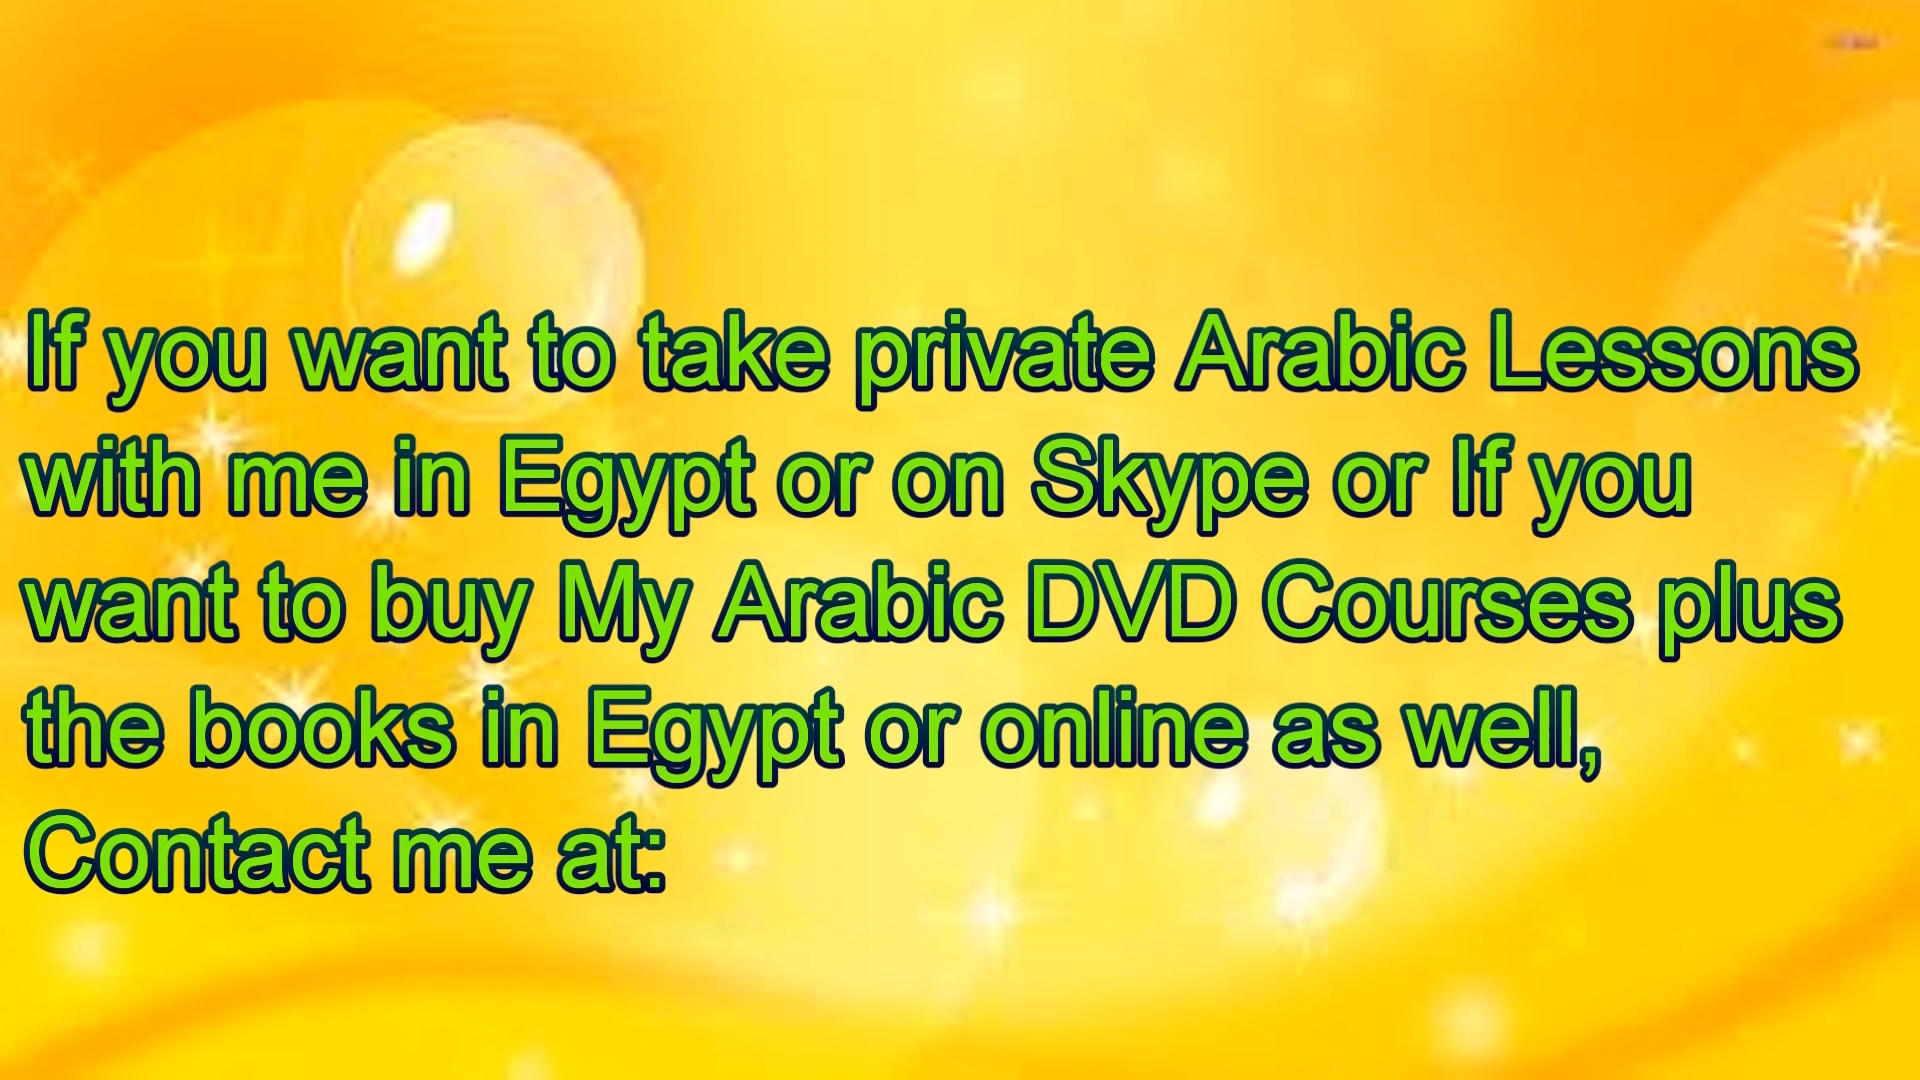 If you want to take private Arabic Lessons
with me in Egypt or on Skype or If you
want to buy My Arabic DVD Courses plus
the books in Egypt or online as well,
Contact me at: